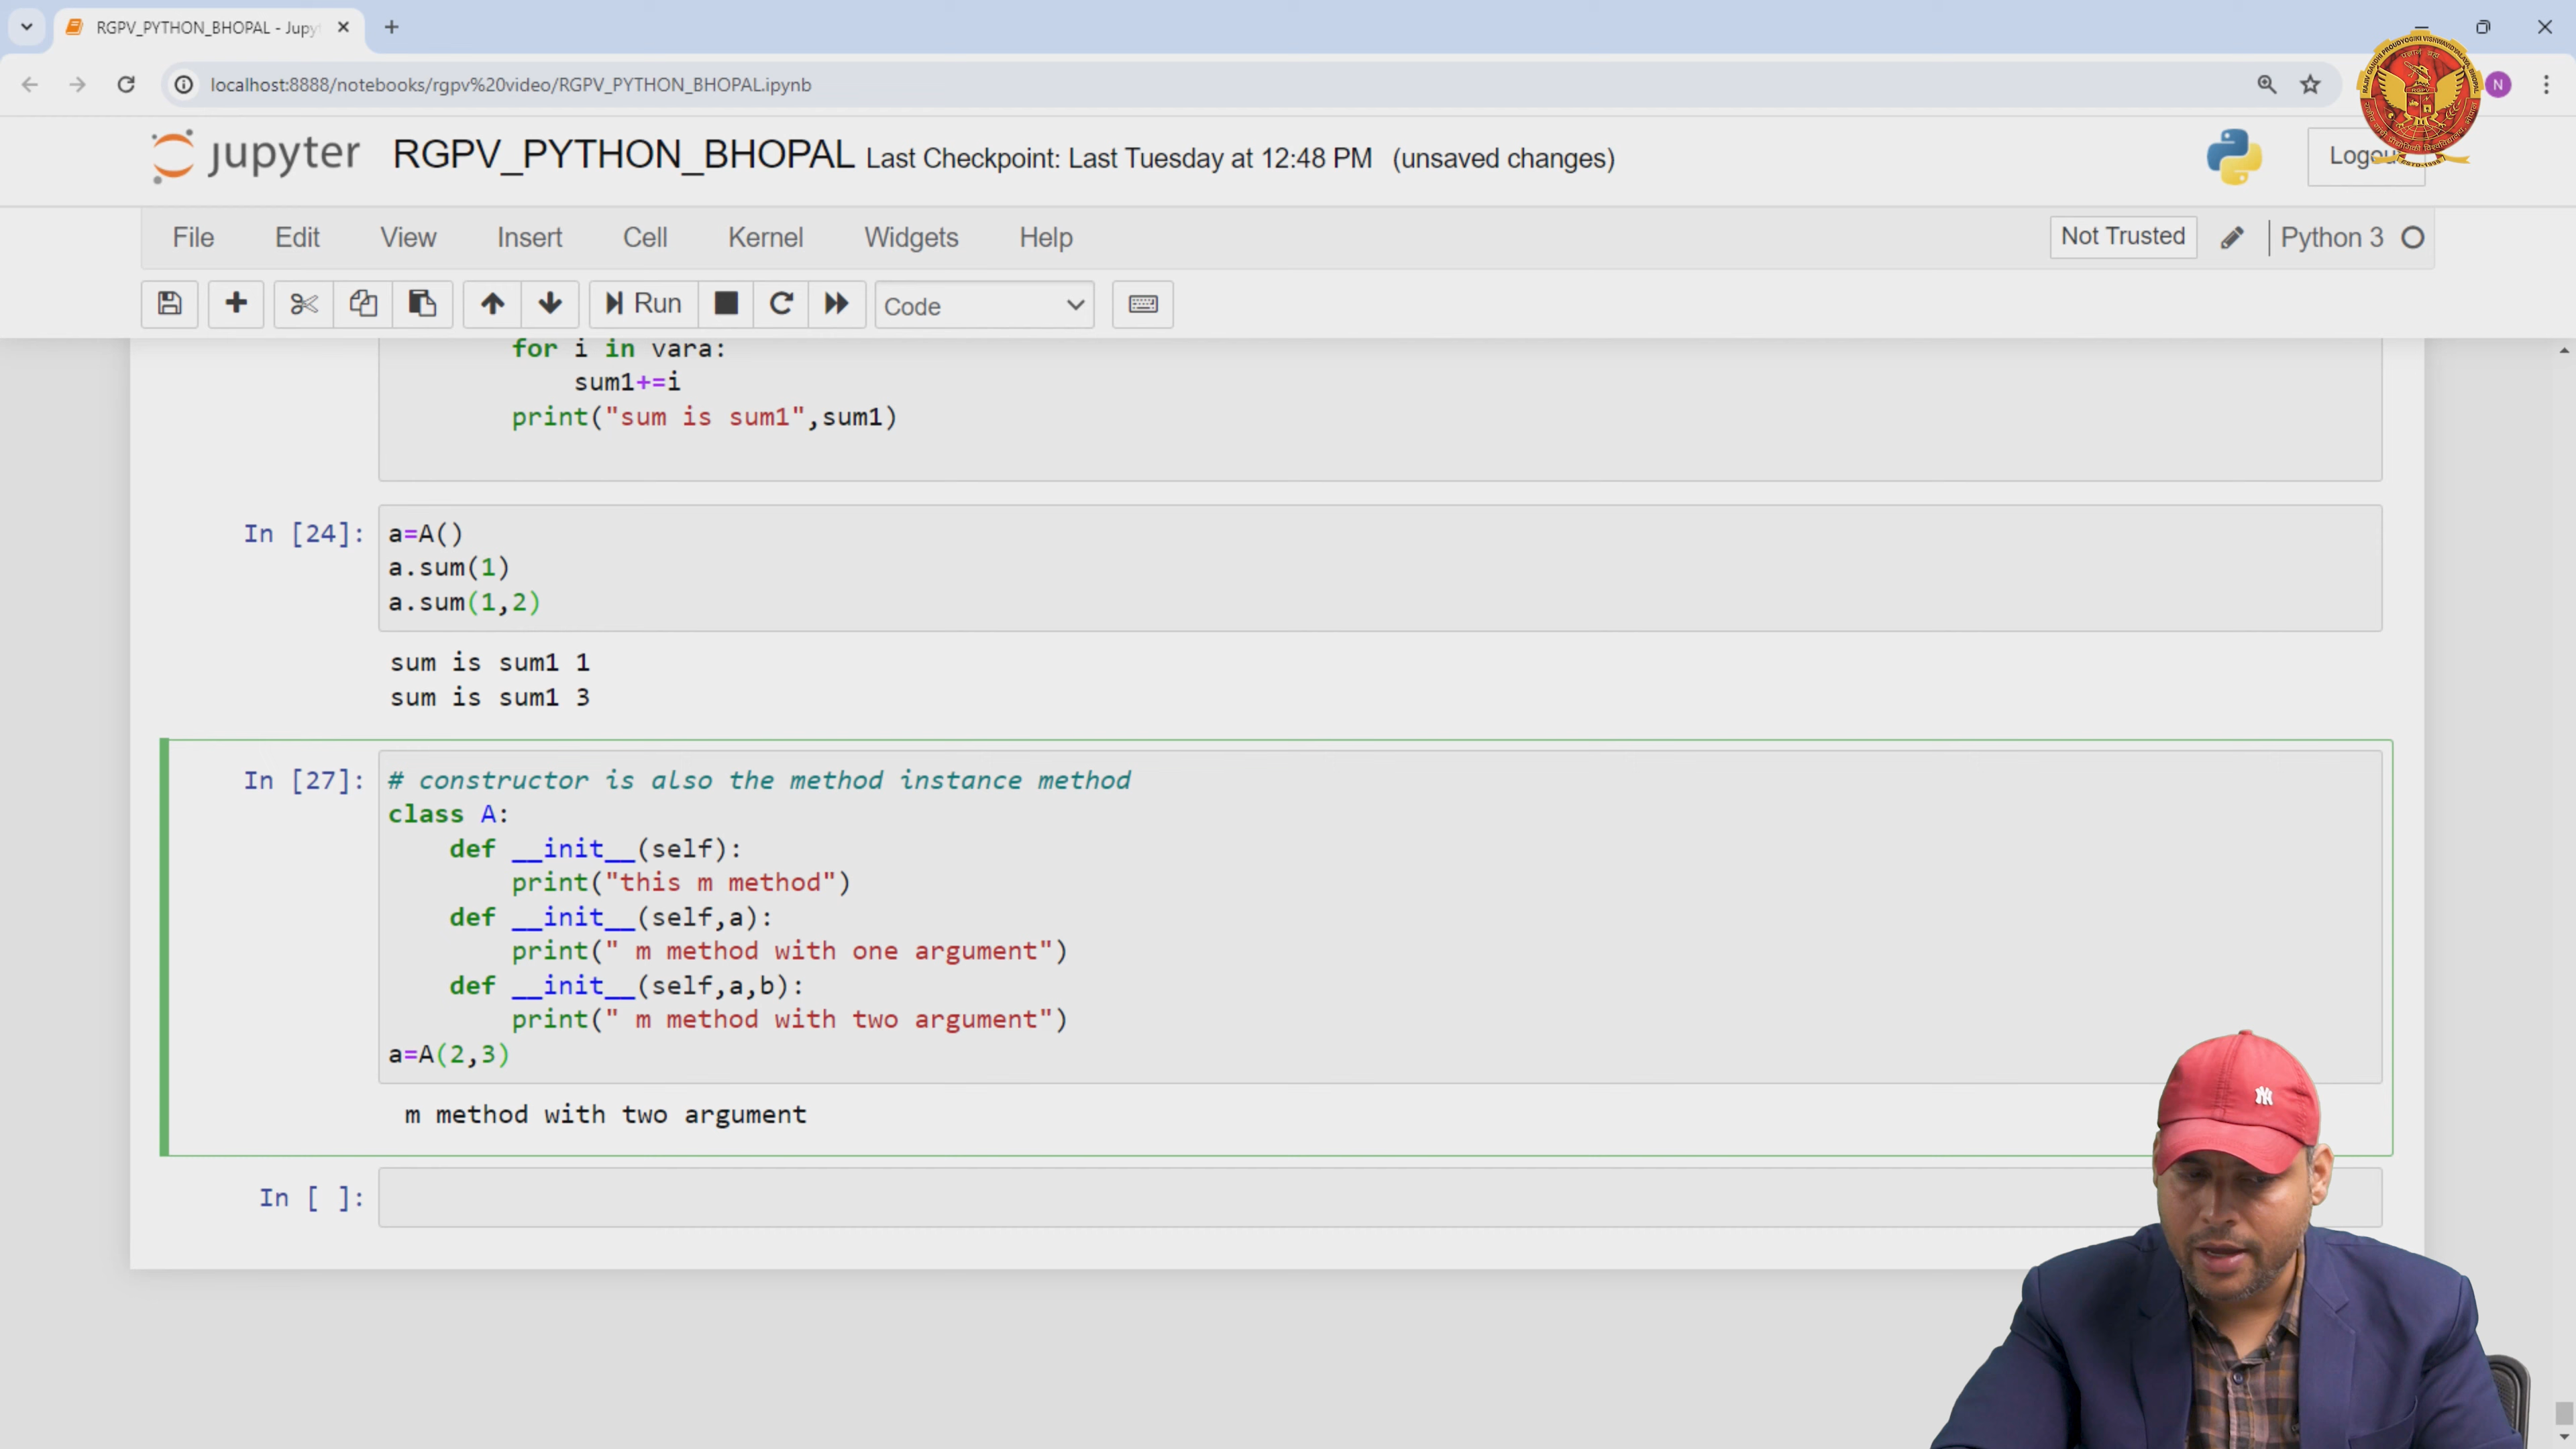 RGPV_PYTHON_BHOPAL - Jupy
localhost:8888/notebooks/rgpv%20video/RGPV_PYTHON_BHOPAL.ipynb
N
jupyter RGPV_PYTHON_BHOPAL Last Checkpoint: Last Tuesday at 12:48 PM (unsaved changes)
File Edit View Insert Cell Kernel Widgets Help Not Trusted Python 3
Run Code
for i in vara:
sum1+=i
print("sum is sum1",sum1)
In [24]: a=A()
a.sum(1)
a.sum(1,2)
sum is sum1 1
sum is sum1 3
In [27]: # constructor is also the method instance method
class A:
def __init__(self):
print("this m method")
def __init__(self,a):
print(" m method with one argument")
def __init__(self,a,b):
print(" m method with two argument")
a=A(2,3)
m method with two argument
In [ ]: